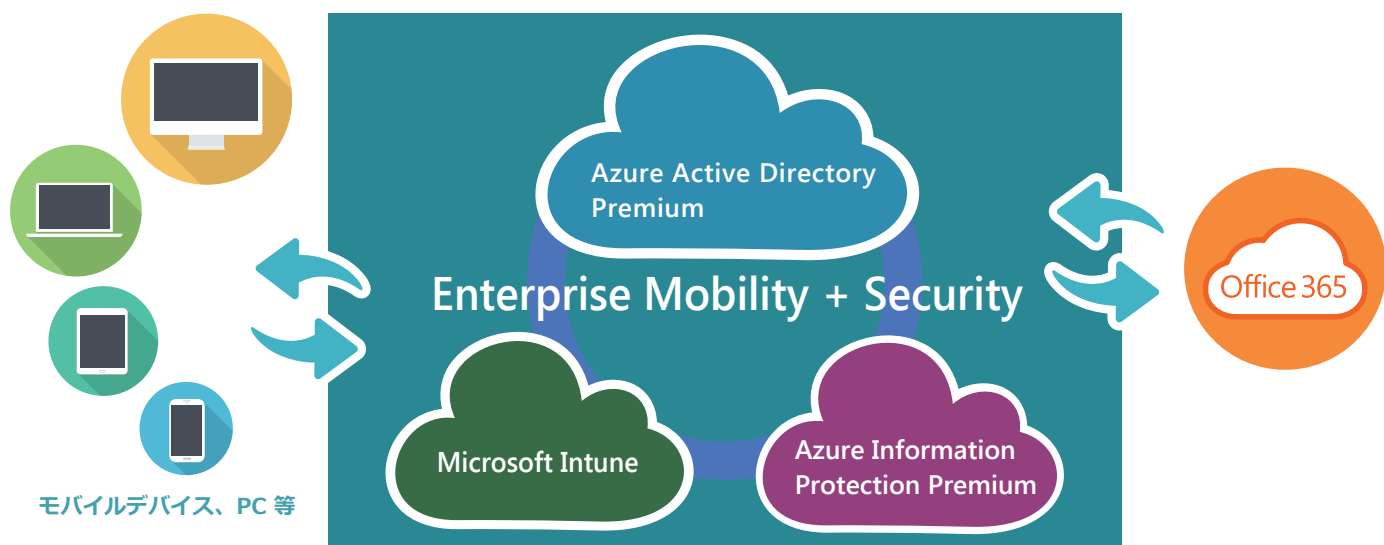 Azure Active Directory
Premium
Enterprise Mobility + Security
Office 365
Microsoft Intune
Azure Information
Protection Premium
モバイルデバイス、PC 等